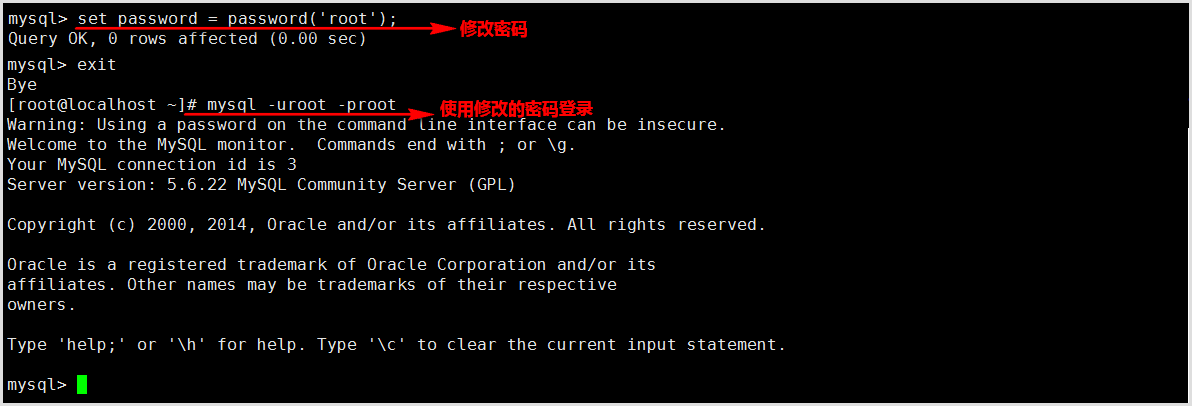 mysql> set password = password('root');
修改密码
Query OK, 0 rows affected (0.00 sec)
mysql> exit
Bye
[root@localhost ~]# mysql -uroot -proot
使用修改的密码登录
Warning: Using a password on the command line interface can be insecure.
Welcome to the MySQL monitor.  Commands end with ; or \g.
Your MySQL connection id is 3
Server version: 5.6.22 MySQL Community Server (GPL)
Copyright (c) 2000, 2014, Oracle and/or its affiliates. All rights reserved.
Oracle is a registered trademark of Oracle Corporation and/or its
affiliates. Other names may be trademarks of their respective
owners.
Type 'help;' or '\h' for help. Type '\c' to clear the current input statement.
mysql>